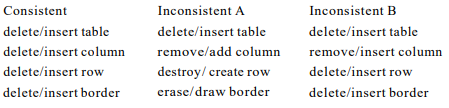 Consistent Inconsistent A Inconsistent B
delete/insert table delete/insert table delete/insert table
delete/insert column remove/add column remove/insert column
delete/insert row destroy/ create row delete/insert row
delete/insert border erase/draw border delete/insert border